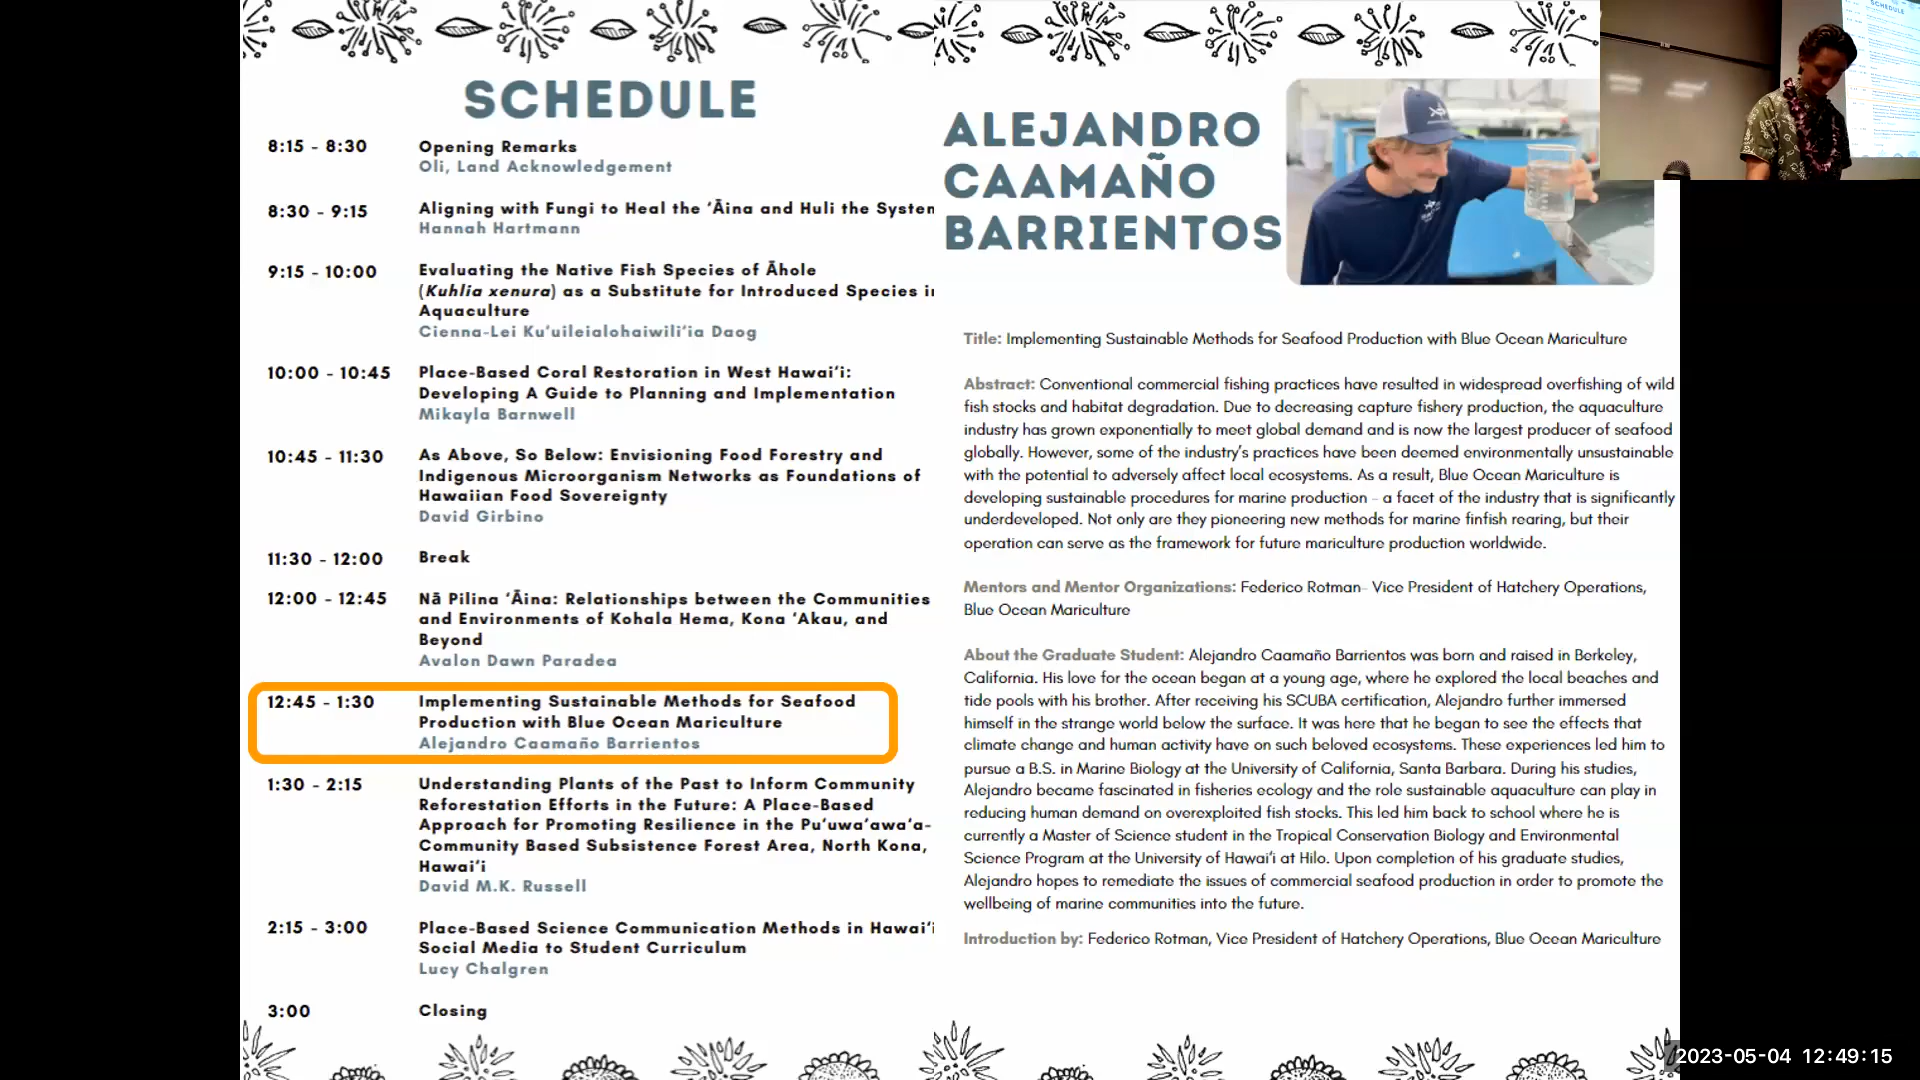 SCHEDULE
8:15 - 8:30
Opening Remarks
Oli, Land Acknowledgement
8:30 - 9:15
Aligning with Fungi to Heal the ʻĀina and Huli the System
Hannah Hartmann
9:15 - 10:00
Evaluating the Native Fish Species of Āhole
(Kuhlia xenura) as a Substitute for Introduced Species in
Aquaculture
Cienna-Lei Kuʻuileialohaiwiliʻia Daog
10:00 - 10:45
Place-Based Coral Restoration in West Hawaiʻi:
Developing A Guide to Planning and Implementation
Mikayla Barnwell
10:45 - 11:30
As Above, So Below: Envisioning Food Forestry and
Indigenous Microorganism Networks as Foundations of
Hawaiian Food Sovereignty
David Girbino
11:30 - 12:00
Break
12:00 - 12:45
Nā Pilina ʻĀina: Relationships between the Communities
and Environments of Kohala Hema, Kona ʻAkau, and
Beyond
Avalon Dawn Paradea
12:45 - 1:30
Implementing Sustainable Methods for Seafood
Production with Blue Ocean Mariculture
Alejandro Caamaño Barrientos
1:30 - 2:15
Understanding Plants of the Past to Inform Community
Reforestation Efforts in the Future: A Place-Based
Approach for Promoting Resilience in the Puʻuwaʻawaʻa-
Community Based Subsistence Forest Area, North Kona,
Hawaiʻi
David M.K. Russell
2:15 - 3:00
Place-Based Science Communication Methods in Hawaiʻi
Social Media to Student Curriculum
Lucy Chalgren
3:00
Closing
ALEJANDRO
CAAMAÑO
BARRIENTOS
Title: Implementing Sustainable Methods for Seafood Production with Blue Ocean Mariculture
Abstract: Conventional commercial fishing practices have resulted in widespread overfishing of wild
fish stocks and habitat degradation. Due to decreasing capture fishery production, the aquaculture
industry has grown exponentially to meet global demand and is now the largest producer of seafood
globally. However, some of the industry's practices have been deemed environmentally unsustainable
with the potential to adversely affect local ecosystems. As a result, Blue Ocean Mariculture is
developing sustainable procedures for marine production - a facet of the industry that is significantly
underdeveloped. Not only are they pioneering new methods for marine finfish rearing, but their
operation can serve as the framework for future mariculture production worldwide.
Mentors and Mentor Organizations: Federico Rotman- Vice President of Hatchery Operations,
Blue Ocean Mariculture
About the Graduate Student: Alejandro Caamaño Barrientos was born and raised in Berkeley,
California. His love for the ocean began at a young age, where he explored the local beaches and
tide pools with his brother. After receiving his SCUBA certification, Alejandro further immersed
himself in the strange world below the surface. It was here that he began to see the effects that
climate change and human activity have on such beloved ecosystems. These experiences led him to
pursue a B.S. in Marine Biology at the University of California, Santa Barbara. During his studies,
Alejandro became fascinated in fisheries ecology and the role sustainable aquaculture can play in
reducing human demand on overexploited fish stocks. This led him back to school where he is
currently a Master of Science student in the Tropical Conservation Biology and Environmental
Science Program at the University of Hawaiʻi at Hilo. Upon completion of his graduate studies,
Alejandro hopes to remediate the issues of commercial seafood production in order to promote the
wellbeing of marine communities into the future.
Introduction by: Federico Rotman, Vice President of Hatchery Operations, Blue Ocean Mariculture
SCHEDULE
2023-05-04 12:49:15